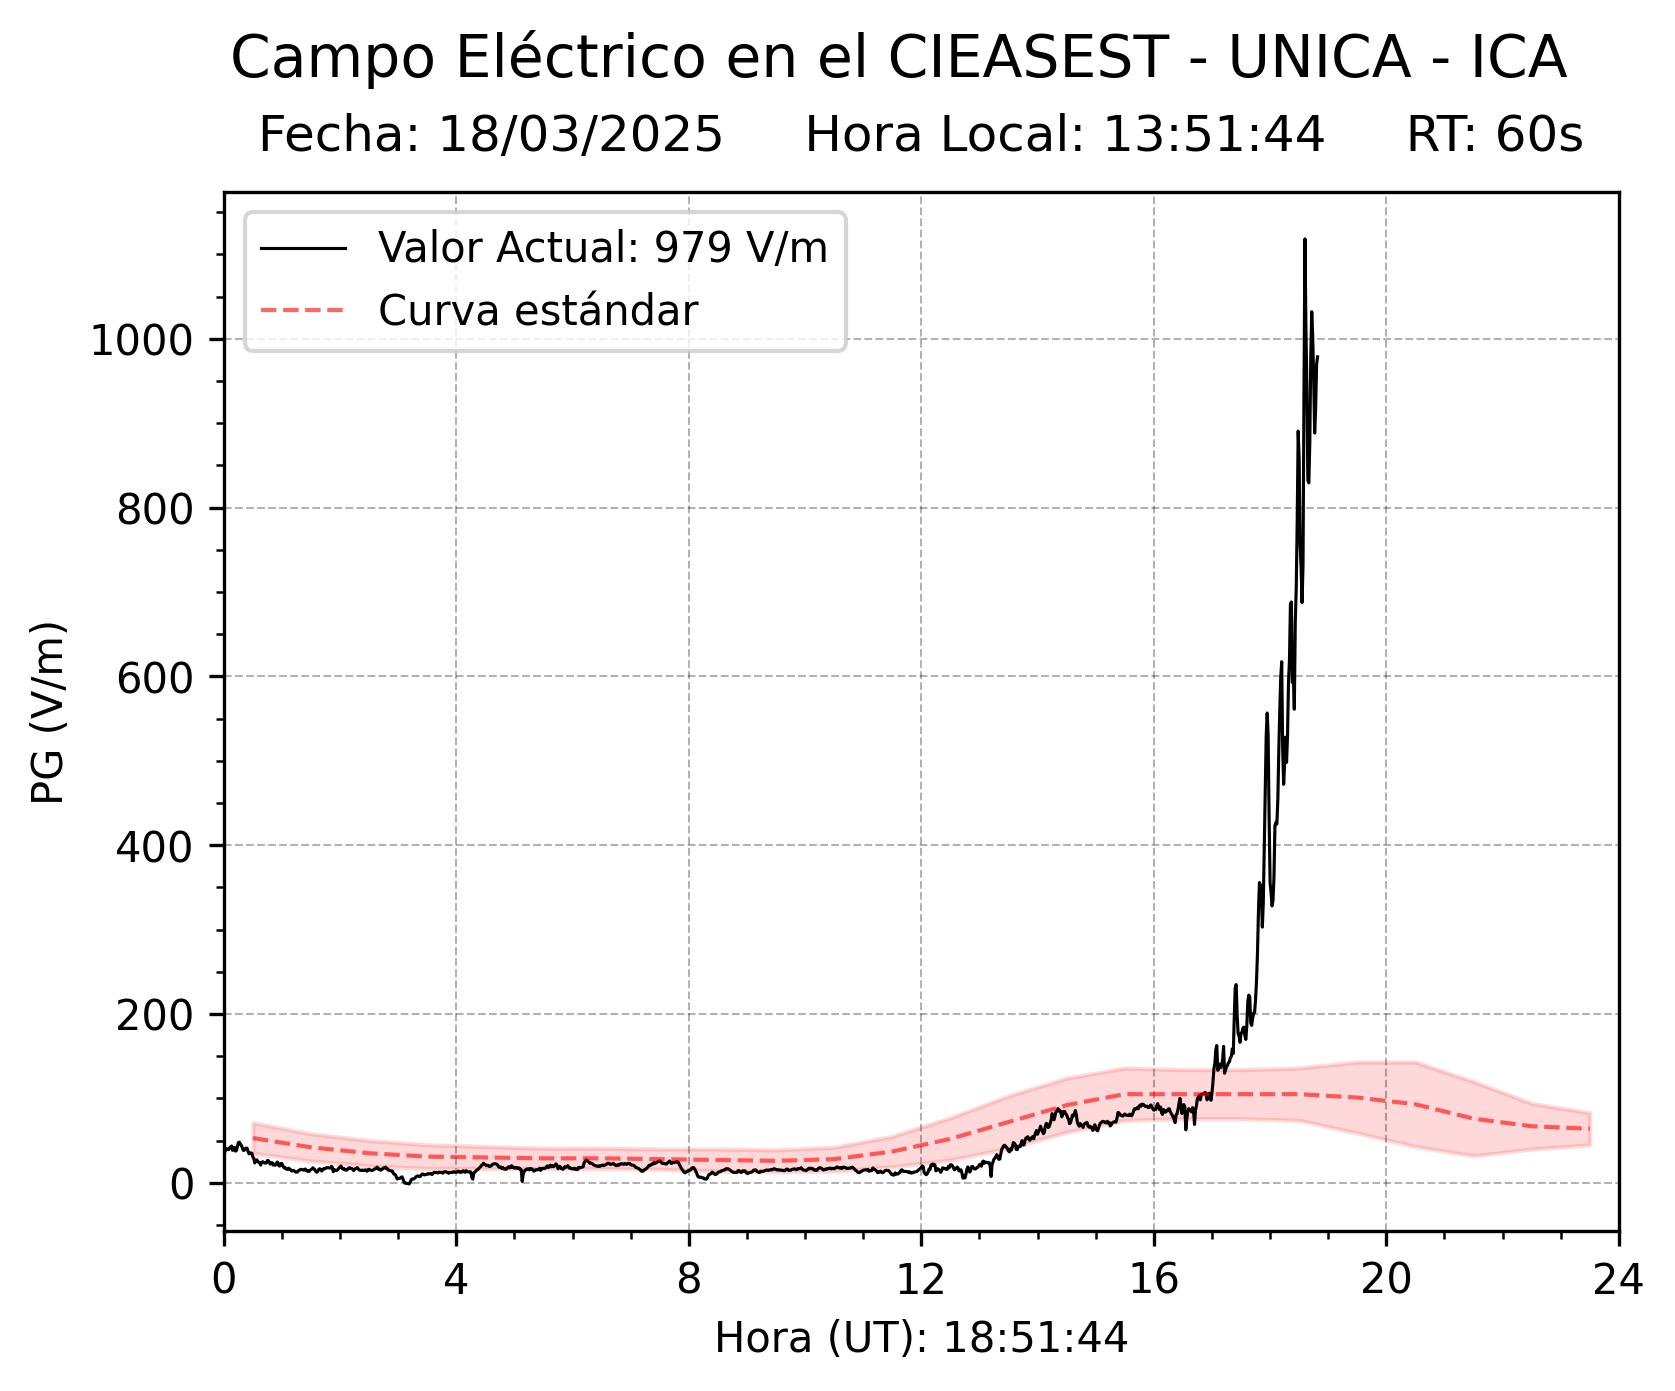 Campo Eléctrico en el CIEASEST - UNICA - ICA
Fecha: 18/03/2025 Hora Local: 13:51:44 RT: 60s
Valor Actual: 979 V/m
Curva estándar
1000
800
600
400
200
0
PG (V/m)
0 4 8 12 16 20 24
Hora (UT): 18:51:44